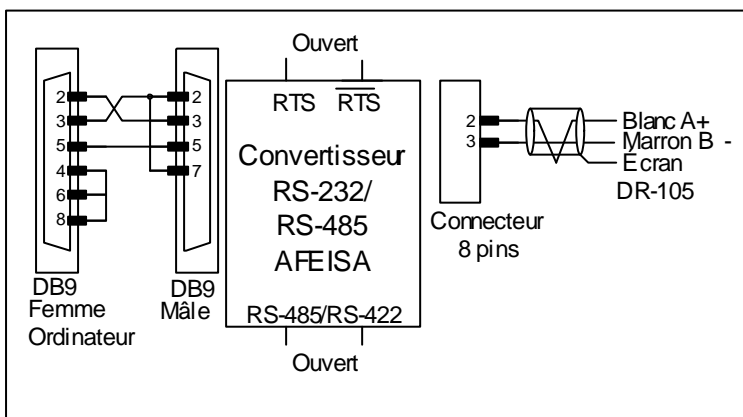 Ouvert
RTS RTS
2
3
5
4
6
8
2
3
5
7
Convertisseur
RS-232/
RS-485
AFEISA
2
3
Blanc A+
Marron B -
Ecran
DR-105
Connecteur
8 pins
DB9
Femme
Ordinateur
DB9
Mâle
RS-485/RS-422
Ouvert